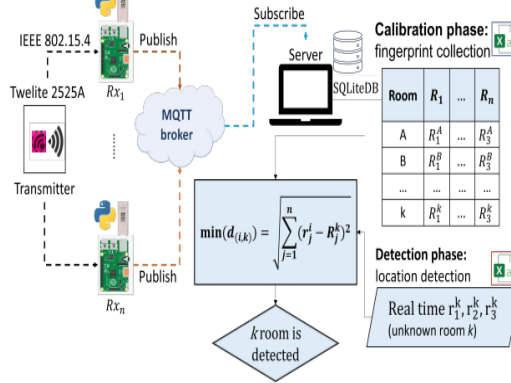 IEEE 802.15.4
Publish
Subscribe
Rx₁
Twelite 2525A
Transmitter
MQTT
broker
Publish
Rxₙ
Server
SQLiteDB
Calibration phase:
fingerprint collection
Room R₁ ... Rₙ
A R₁ᴬ ... R₃ᴬ
B R₁ᴮ ... R₃ᴮ
... ... ... ...
k R₁ᵏ ... R₃ᵏ
min(d₍ᵢ,ₖ₎) = √∑ⁿⱼ₌₁(rⱼⁱ − Rⱼᵏ)²
k room is
detected
Detection phase:
location detection
Real time r₁ᵏ, r₂ᵏ, r₃ᵏ
(unknown room k)